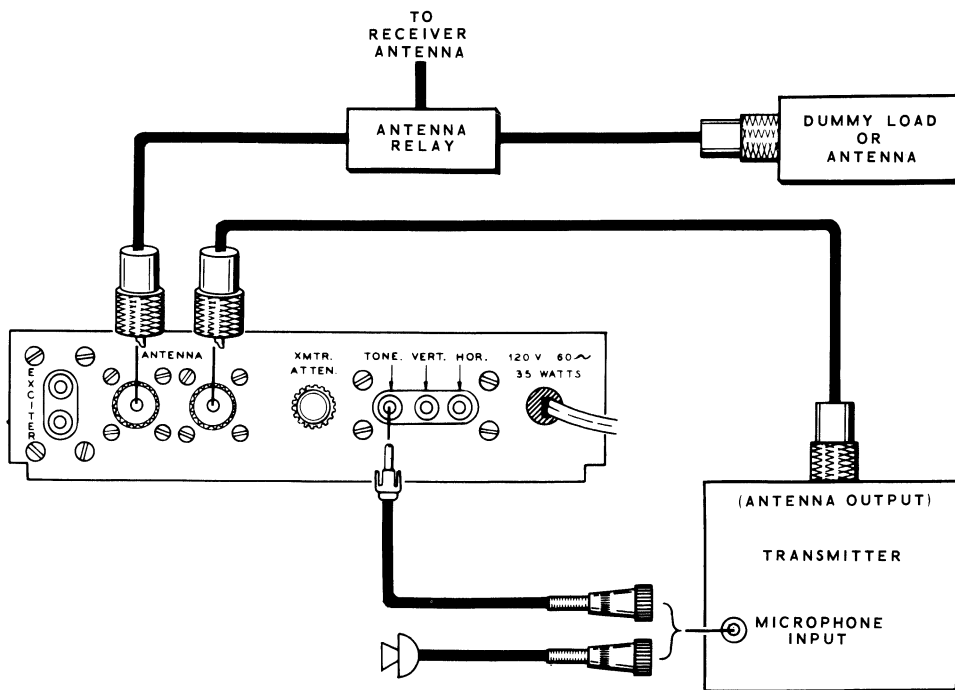 TO
RECEIVER
ANTENNA
ANTENNA
RELAY
DUMMY LOAD
OR
ANTENNA
EXCITER
ANTENNA
XMTR.
ATTEN.
TONE. VERT. HOR.
120 V 60~
35 WATTS
(ANTENNA OUTPUT)
TRANSMITTER
MICROPHONE
INPUT